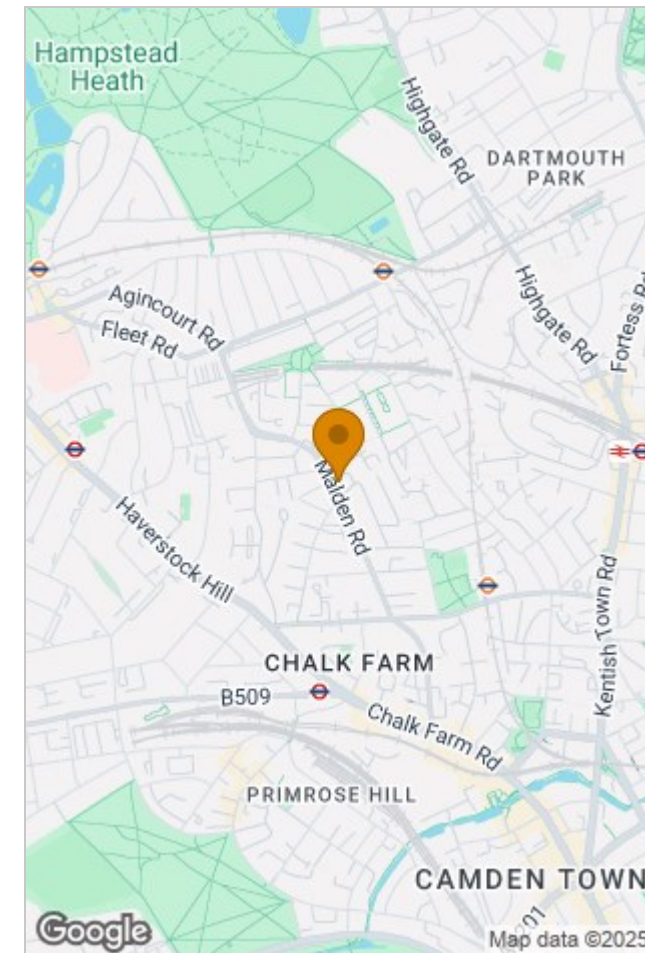 Hampstead
Heath
Highgate Rd
DARTMOUTH
PARK
Highgate Rd
Fortess Rd
Agincourt Rd
Fleet Rd
Malden Rd
Haverstock Hill
Kentish Town Rd
CHALK FARM
B509
Chalk Farm Rd
PRIMROSE HILL
CAMDEN TOWN
Google
Map data ©2025